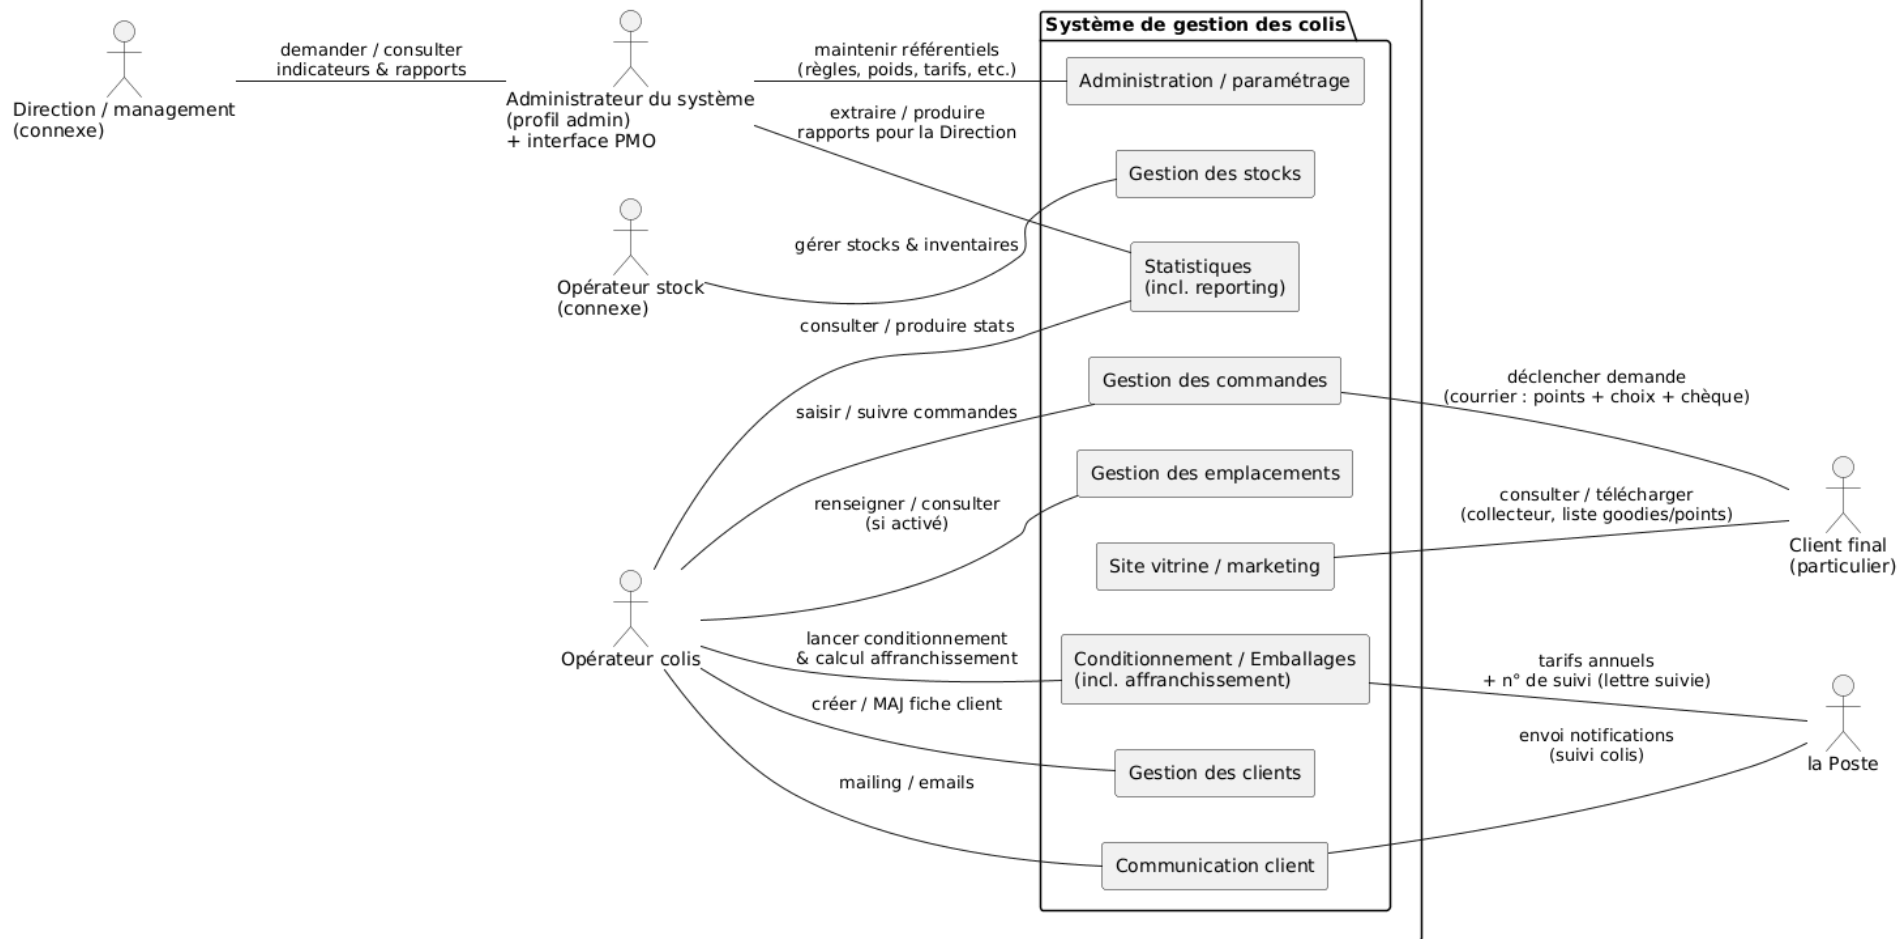 Système de gestion des colis
demander / consulter
indicateurs & rapports
Direction / management
(connexe)
Administrateur du système
(profil admin)
+ interface PMO
maintenir référentiels
(règles, poids, tarifs, etc.)
extraire / produire
rapports pour la Direction
Administration / paramétrage
Gestion des stocks
gérer stocks & inventaires
Opérateur stock
(connexe)
Statistiques
(incl. reporting)
consulter / produire stats
Gestion des commandes
saisir / suivre commandes
déclencher demande
(courrier : points + choix + chèque)
Gestion des emplacements
renseigner / consulter
(si activé)
consulter / télécharger
(collecteur, liste goodies/points)
Client final
(particulier)
Site vitrine / marketing
Opérateur colis
lancer conditionnement
& calcul affranchissement
Conditionnement / Emballages
(incl. affranchissement)
tarifs annuels
+ n° de suivi (lettre suivie)
créer / MAJ fiche client
envoi notifications
(suivi colis)
la Poste
Gestion des clients
mailing / emails
Communication client